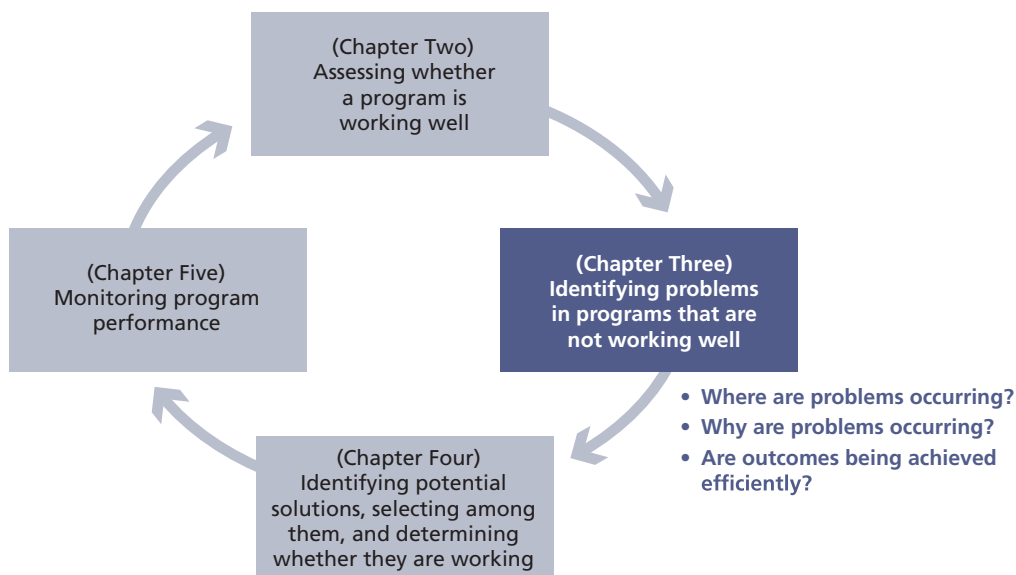 (Chapter Two)
Assessing whether
a program is
working well
(Chapter Five)
Monitoring program
performance
(Chapter Three)
Identifying problems
in programs that are
not working well
• Where are problems occurring?
• Why are problems occurring?
• Are outcomes being achieved
efficiently?
(Chapter Four)
Identifying potential
solutions, selecting among
them, and determining
whether they are working